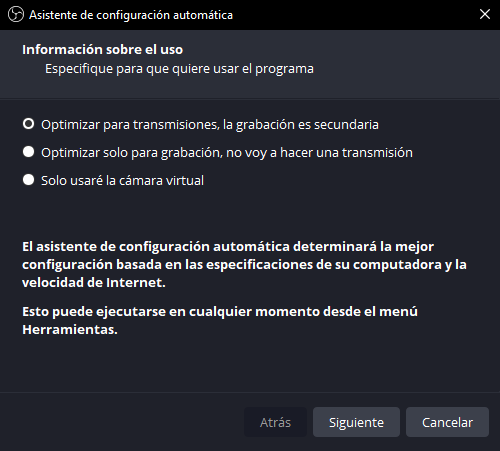 Asistente de configuración automática
Información sobre el uso
Especifique para que quiere usar el programa
Optimizar para transmisiones, la grabación es secundaria
Optimizar solo para grabación, no voy a hacer una transmisión
Solo usaré la cámara virtual
El asistente de configuración automática determinará la mejor
configuración basada en las especificaciones de su computadora y la
velocidad de Internet.
Esto puede ejecutarse en cualquier momento desde el menú
Herramientas.
Atrás
Siguiente
Cancelar